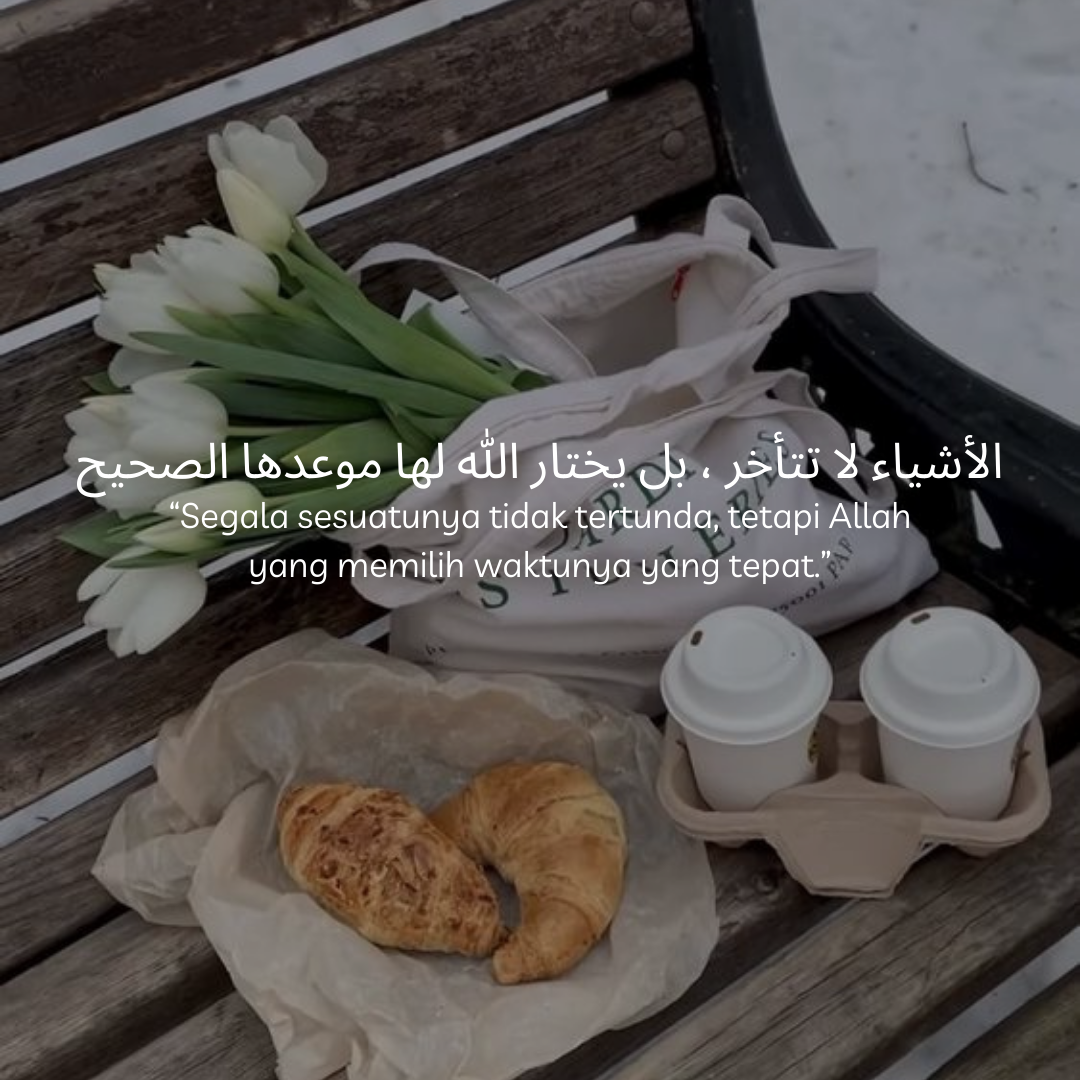 الأشياء لا تتأخر ، بل يختار الله لها موعدها الصحيح
“Segala sesuatunya tidak tertunda, tetapi Allah
yang memilih waktunya yang tepat.”